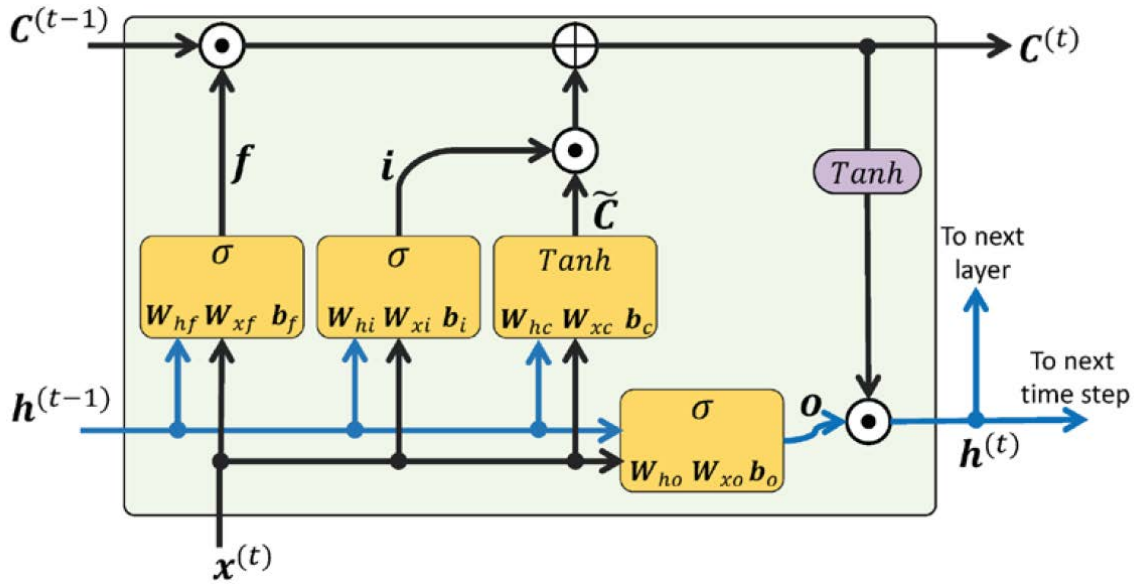 C^(t−1)
C^(t)
f
i
Tanh
C̃
σ
W_hf W_xf b_f
σ
W_hi W_xi b_i
Tanh
W_hc W_xc b_c
To next
layer
To next
time step
h^(t−1)
σ
W_ho W_xo b_o
o
h^(t)
x^(t)